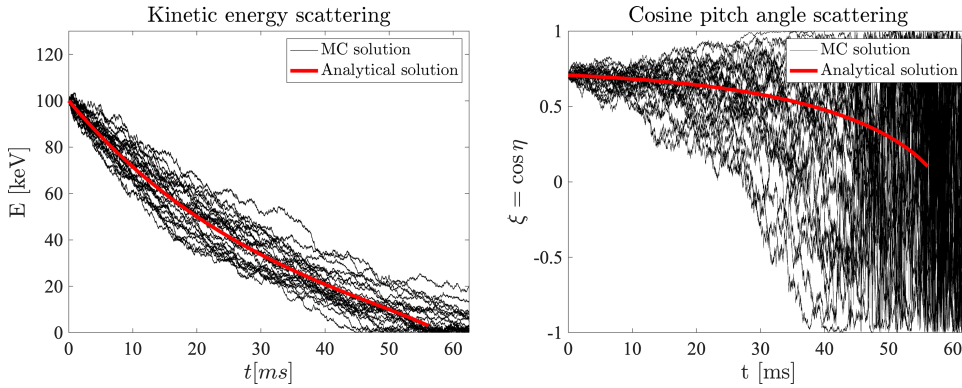 Kinetic energy scattering
MC solution
Analytical solution
E [keV]
120
100
80
60
40
20
0
0 10 20 30 40 50 60
t[ms]
Cosine pitch angle scattering
MC solution
Analytical solution
ξ = cos η
1
0.5
0
-0.5
-1
0 10 20 30 40 50 60
t [ms]